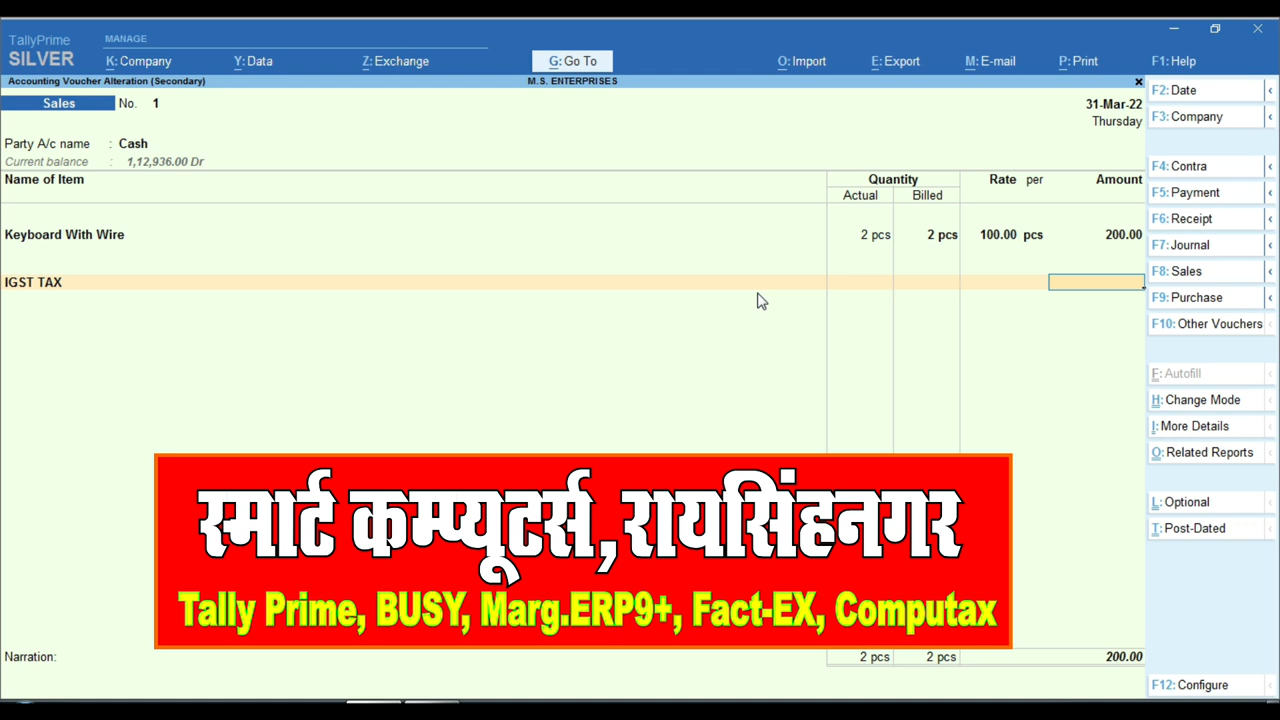 TallyPrime
SILVER
MANAGE
K: Company Y: Data Z: Exchange G: Go To O: Import E: Export M: E-mail P: Print F1: Help
Accounting Voucher Alteration (Secondary) M.S. ENTERPRISES
Sales No. 1 31-Mar-22
Thursday
Party A/c name : Cash
Current balance : 1,12,936.00 Dr
Name of Item Quantity Rate per Amount
Actual Billed
Keyboard With Wire 2 pcs 2 pcs 100.00 pcs 200.00
IGST TAX
स्मार्ट कम्प्यूटर्स,रायसिंहनगर
Tally Prime, BUSY, Marg.ERP9+, Fact-EX, Computax
Narration: 2 pcs 2 pcs 200.00
F2: Date
F3: Company
F4: Contra
F5: Payment
F6: Receipt
F7: Journal
F8: Sales
F9: Purchase
F10: Other Vouchers
F: Autofill
H: Change Mode
I: More Details
O: Related Reports
L: Optional
T: Post-Dated
F12: Configure